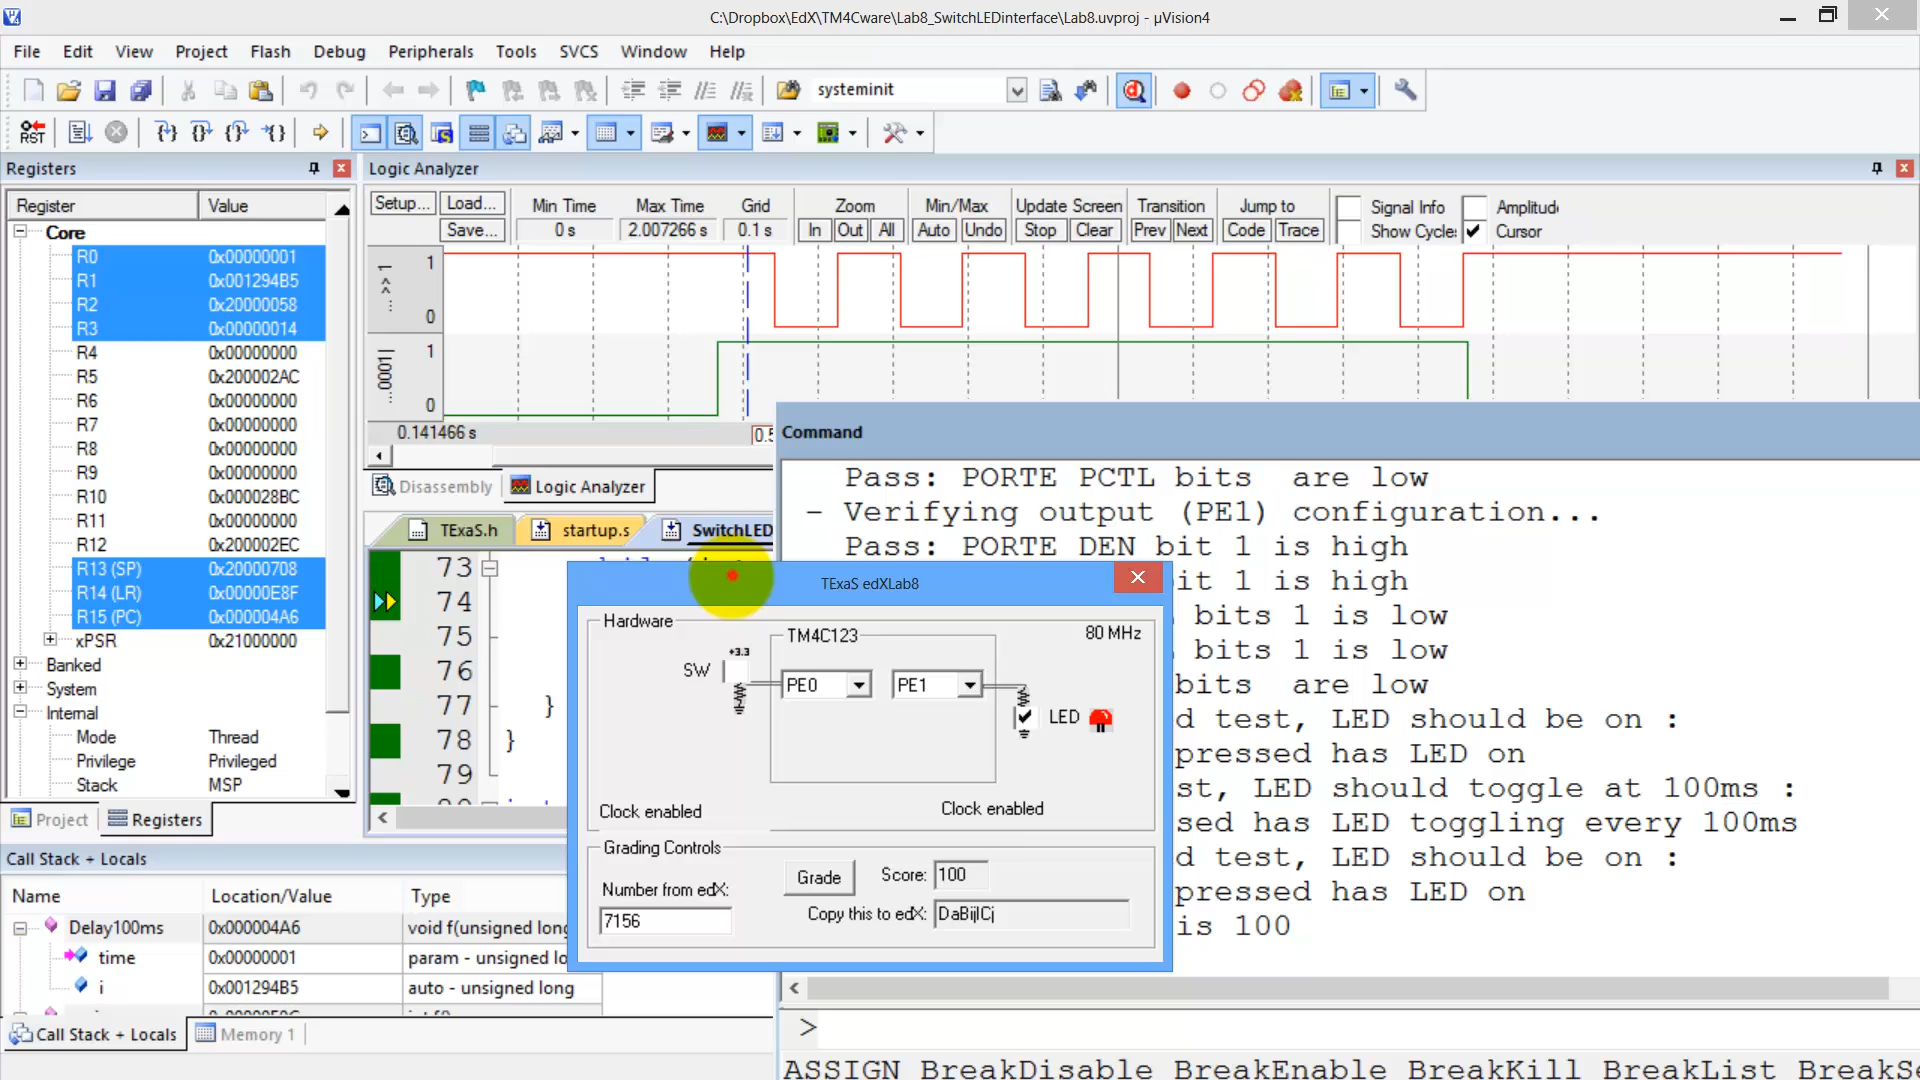 C:\Dropbox\EdX\TM4Cware\Lab8_SwitchLEDinterface\Lab8.uvproj - µVision4
File Edit View Project Flash Debug Peripherals Tools SVCS Window Help
systeminit
RST
Registers
Logic Analyzer
Register Value
Core
R0 0x00000001
R1 0x001294B5
R2 0x20000058
R3 0x00000014
R4 0x00000000
R5 0x200002AC
R6 0x00000000
R7 0x00000000
R8 0x00000000
R9 0x00000000
R10 0x000028BC
R11 0x00000000
R12 0x200002EC
R13 (SP) 0x20000708
R14 (LR) 0x00000E8F
R15 (PC) 0x000004A6
xPSR 0x21000000
Banked
System
Internal
Mode Thread
Privilege Privileged
Stack MSP
Project Registers
Setup... Load... Min Time Max Time Grid Zoom Min/Max Update Screen Transition Jump to Signal Info Amplitud
Save... 0 s 2.007266 s 0.1 s In Out All Auto Undo Stop Clear Prev Next Code Trace Show Cycle Cursor
1
0
1
0
0.141466 s
Disassembly Logic Analyzer
TExaS.h startup.s SwitchLED
73
74
75
76
77 }
78 }
79
Command
Pass: PORTE PCTL bits are low
- Verifying output (PE1) configuration...
Pass: PORTE DEN bit 1 is high
it 1 is high
bits 1 is low
bits 1 is low
bits are low
d test, LED should be on :
pressed has LED on
st, LED should toggle at 100ms :
sed has LED toggling every 100ms
d test, LED should be on :
pressed has LED on
is 100
>
ASSIGN BreakDisable BreakEnable BreakKill BreakList
TExaS edXLab8
Hardware
TM4C123
80 MHz
+3.3
SW
PE0
PE1
LED
Clock enabled
Clock enabled
Grading Controls
Number from edX:
7156
Grade
Score: 100
Copy this to edX: DaBijlCj
Call Stack + Locals
Name Location/Value Type
Delay100ms 0x000004A6 void f(unsigned long
time 0x00000001 param - unsigned lo
i 0x001294B5 auto - unsigned long
Call Stack + Locals Memory 1